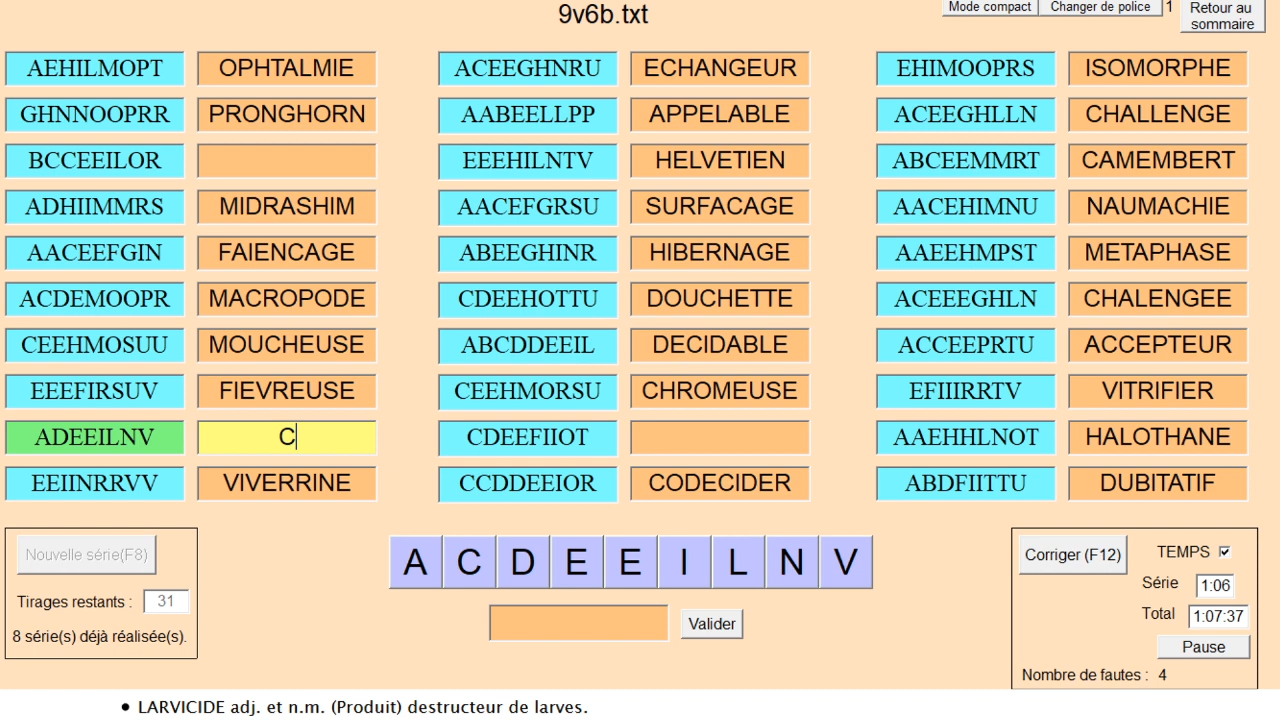 9v6b.txt
Mode compact Changer de police 1 Retour au sommaire
AEHILMOPT OPHTALMIE ACEEGHNRU ECHANGEUR EHIMOOPRS ISOMORPHE
GHNNOOPRR PRONGHORN AABEELLPP APPELABLE ACEEGHLLN CHALLENGE
BCCEEILOR EEEHILNTV HELVETIEN ABCEEMMRT CAMEMBERT
ADHIIMMRS MIDRASHIM AACEFGRSU SURFACAGE AACEHIMNU NAUMACHIE
AACEEFGIN FAIENCAGE ABEEGHINR HIBERNAGE AAEEHMPST METAPHASE
ACDEMOOPR MACROPODE CDEEHOTTU DOUCHETTE ACEEEGHLN CHALENGEE
CEEHMOSUU MOUCHEUSE ABCDDEEIL DECIDABLE ACCEEPRTU ACCEPTEUR
EEEFIRSUV FIEVREUSE CEEHMORSU CHROMEUSE EFIIIRRTV VITRIFIER
ADEEILNV C CDEEFIIOT AAEHHLNOT HALOTHANE
EEIINRRVV VIVERRINE CCDDEEIOR CODECIDER ABDFIITTU DUBITATIF
Nouvelle série(F8)
Tirages restants : 31
8 série(s) déjà réalisée(s).
A C D E E I L N V
Valider
Corriger (F12) TEMPS
Série 1:06
Total 1:07:37
Pause
Nombre de fautes : 4
• LARVICIDE adj. et n.m. (Produit) destructeur de larves.